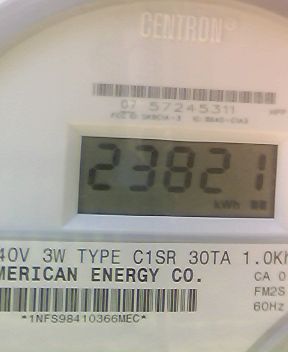 CENTRON
07 57245311
23821
kWh
40V 3W TYPE C1SR 30TA 1.0Kh
MERICAN ENERGY CO.
CA 0
FM2S
60Hz
*1NFS98410366MEC*